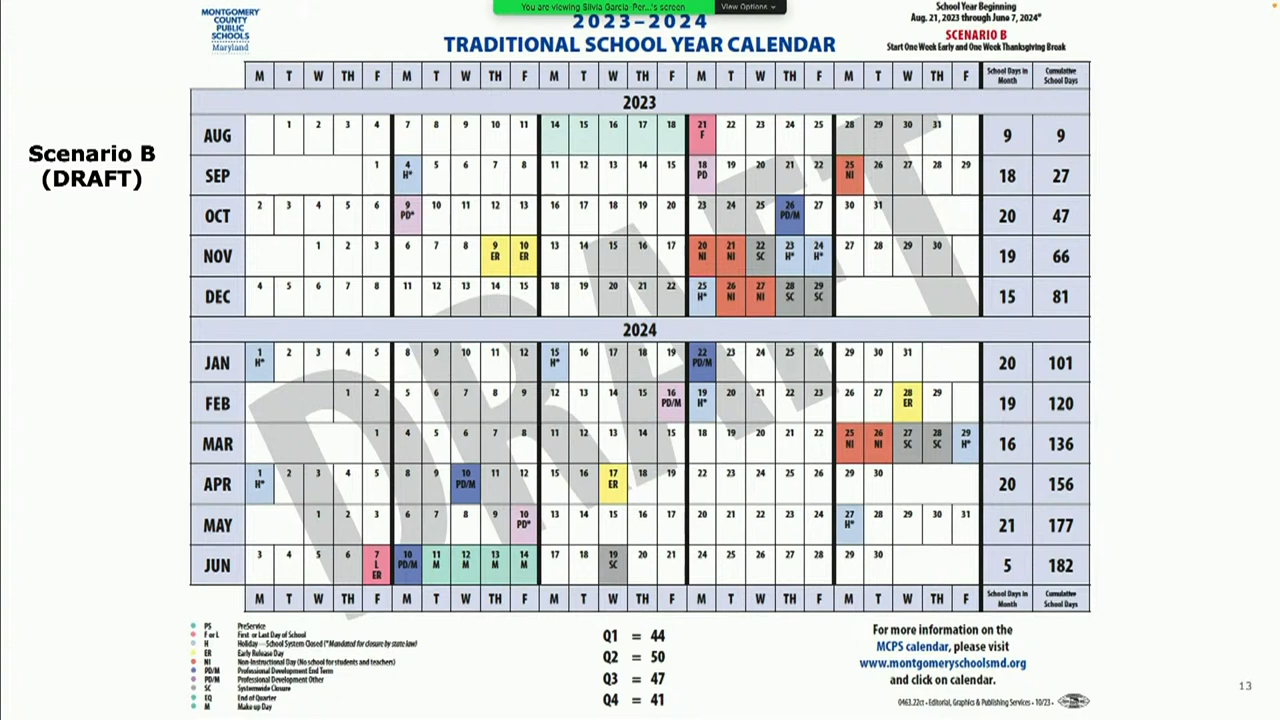 You are viewing Silvia Garcia-Per...'s screen View Options
MONTGOMERY
COUNTY
PUBLIC
SCHOOLS
Maryland
2023–2024
TRADITIONAL SCHOOL YEAR CALENDAR
School Year Beginning
Aug. 21, 2023 through June 7, 2024*
SCENARIO B
Start One Week Early and One Week Thanksgiving Break
Scenario B
(DRAFT)
M T W TH F M T W TH F M T W TH F M T W TH F M T W TH F School Days in Month Cumulative School Days
2023
AUG 1 2 3 4 7 8 9 10 11 14 15 16 17 18 21 F 22 23 24 25 28 29 30 31 9 9
SEP 1 4 H* 5 6 7 8 11 12 13 14 15 18 PD 19 20 21 22 25 NI 26 27 28 29 18 27
OCT 2 3 4 5 6 9 PD* 10 11 12 13 16 17 18 19 20 23 24 25 26 PD/M 27 30 31 20 47
NOV 1 2 3 6 7 8 9 ER 10 ER 13 14 15 16 17 20 NI 21 NI 22 SC 23 H* 24 H* 27 28 29 30 19 66
DEC 4 5 6 7 8 11 12 13 14 15 18 19 20 21 22 25 H* 26 NI 27 NI 28 SC 29 SC 15 81
2024
JAN 1 H* 2 3 4 5 8 9 10 11 12 15 H* 16 17 18 19 22 PD/M 23 24 25 26 29 30 31 20 101
FEB 1 2 5 6 7 8 9 12 13 14 15 16 PD/M 19 H* 20 21 22 23 26 27 28 ER 29 19 120
MAR 1 4 5 6 7 8 11 12 13 14 15 18 19 20 21 22 25 NI 26 NI 27 SC 28 SC 29 H* 16 136
APR 1 H* 2 3 4 5 8 9 10 PD/M 11 12 15 16 17 ER 18 19 22 23 24 25 26 29 30 20 156
MAY 1 2 3 6 7 8 9 10 PD* 13 14 15 16 17 20 21 22 23 24 27 H* 28 29 30 31 21 177
JUN 3 4 5 6 7 L ER 10 PD/M 11 M 12 M 13 M 14 M 17 18 19 SC 20 21 24 25 26 27 28 29 30 5 182
M T W TH F M T W TH F M T W TH F M T W TH F M T W TH F School Days in Month Cumulative School Days
DRAFT
PS PreService
F or L First or Last Day of School
H Holiday—School System Closed (*Mandated for closure by state law)
ER Early Release Day
NI Non-Instructional Day (No school for students and teachers)
PD/M Professional Development End Term
PD/M Professional Development Other
SC Systemwide Closure
EQ End of Quarter
M Make-up Day
Q1 = 44
Q2 = 50
Q3 = 47
Q4 = 41
For more information on the
MCPS calendar, please visit
www.montgomeryschoolsmd.org
and click on calendar.
0463.22ct • Editorial, Graphics & Publishing Services • 10/23 •
13